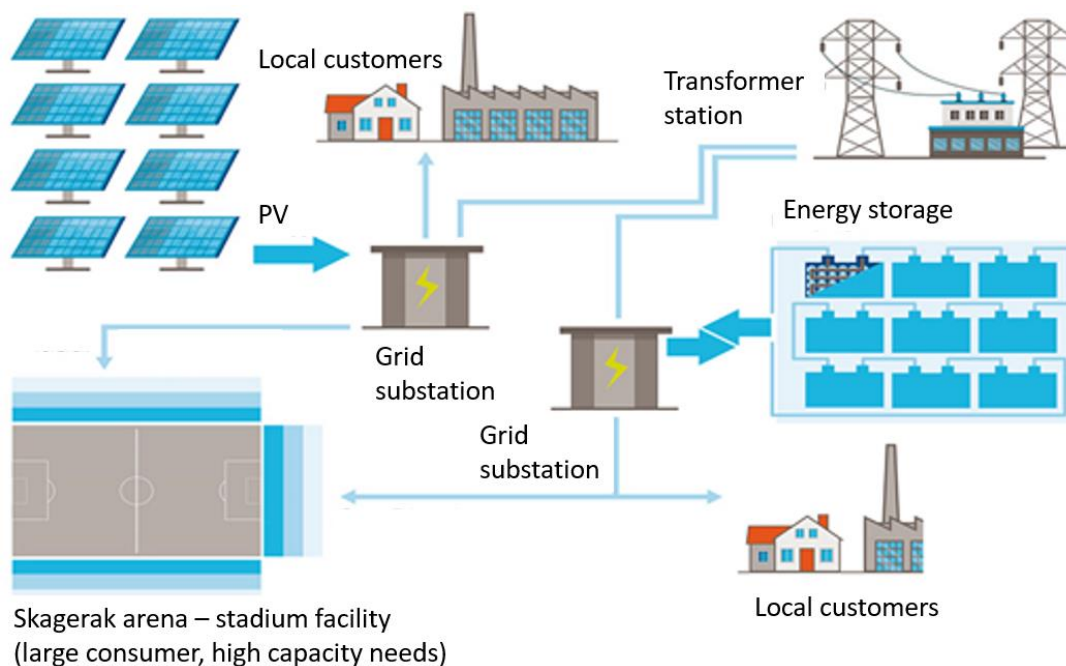 Local customers
Transformer
station
PV
Energy storage
Grid
substation
Grid
substation
Local customers
Skagerak arena – stadium facility
(large consumer, high capacity needs)